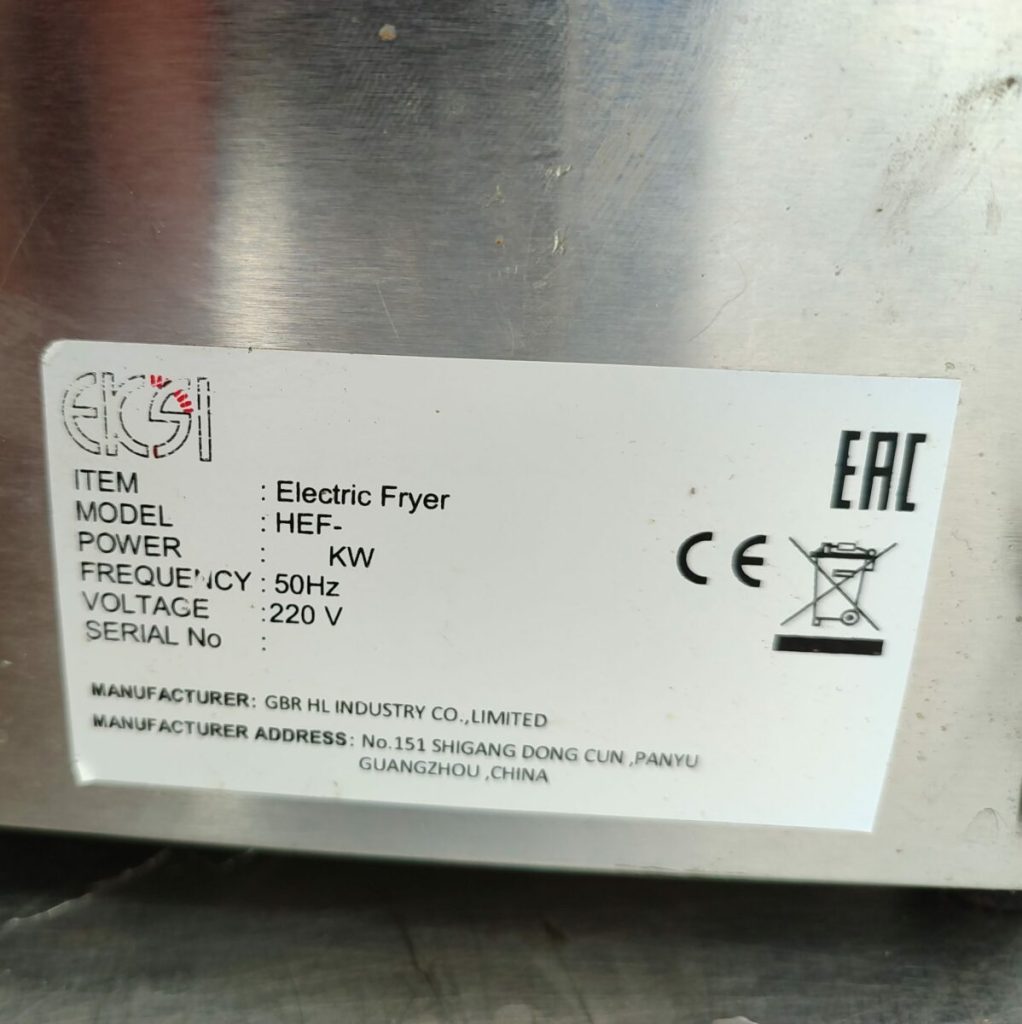 EKSI
EAC
ITEM : Electric Fryer
MODEL : HEF-
POWER : KW
FREQUENCY : 50Hz
VOLTAGE :220 V
SERIAL No :
CE
MANUFACTURER: GBR HL INDUSTRY CO.,LIMITED
MANUFACTURER ADDRESS: No.151 SHIGANG DONG CUN ,PANYU
GUANGZHOU ,CHINA